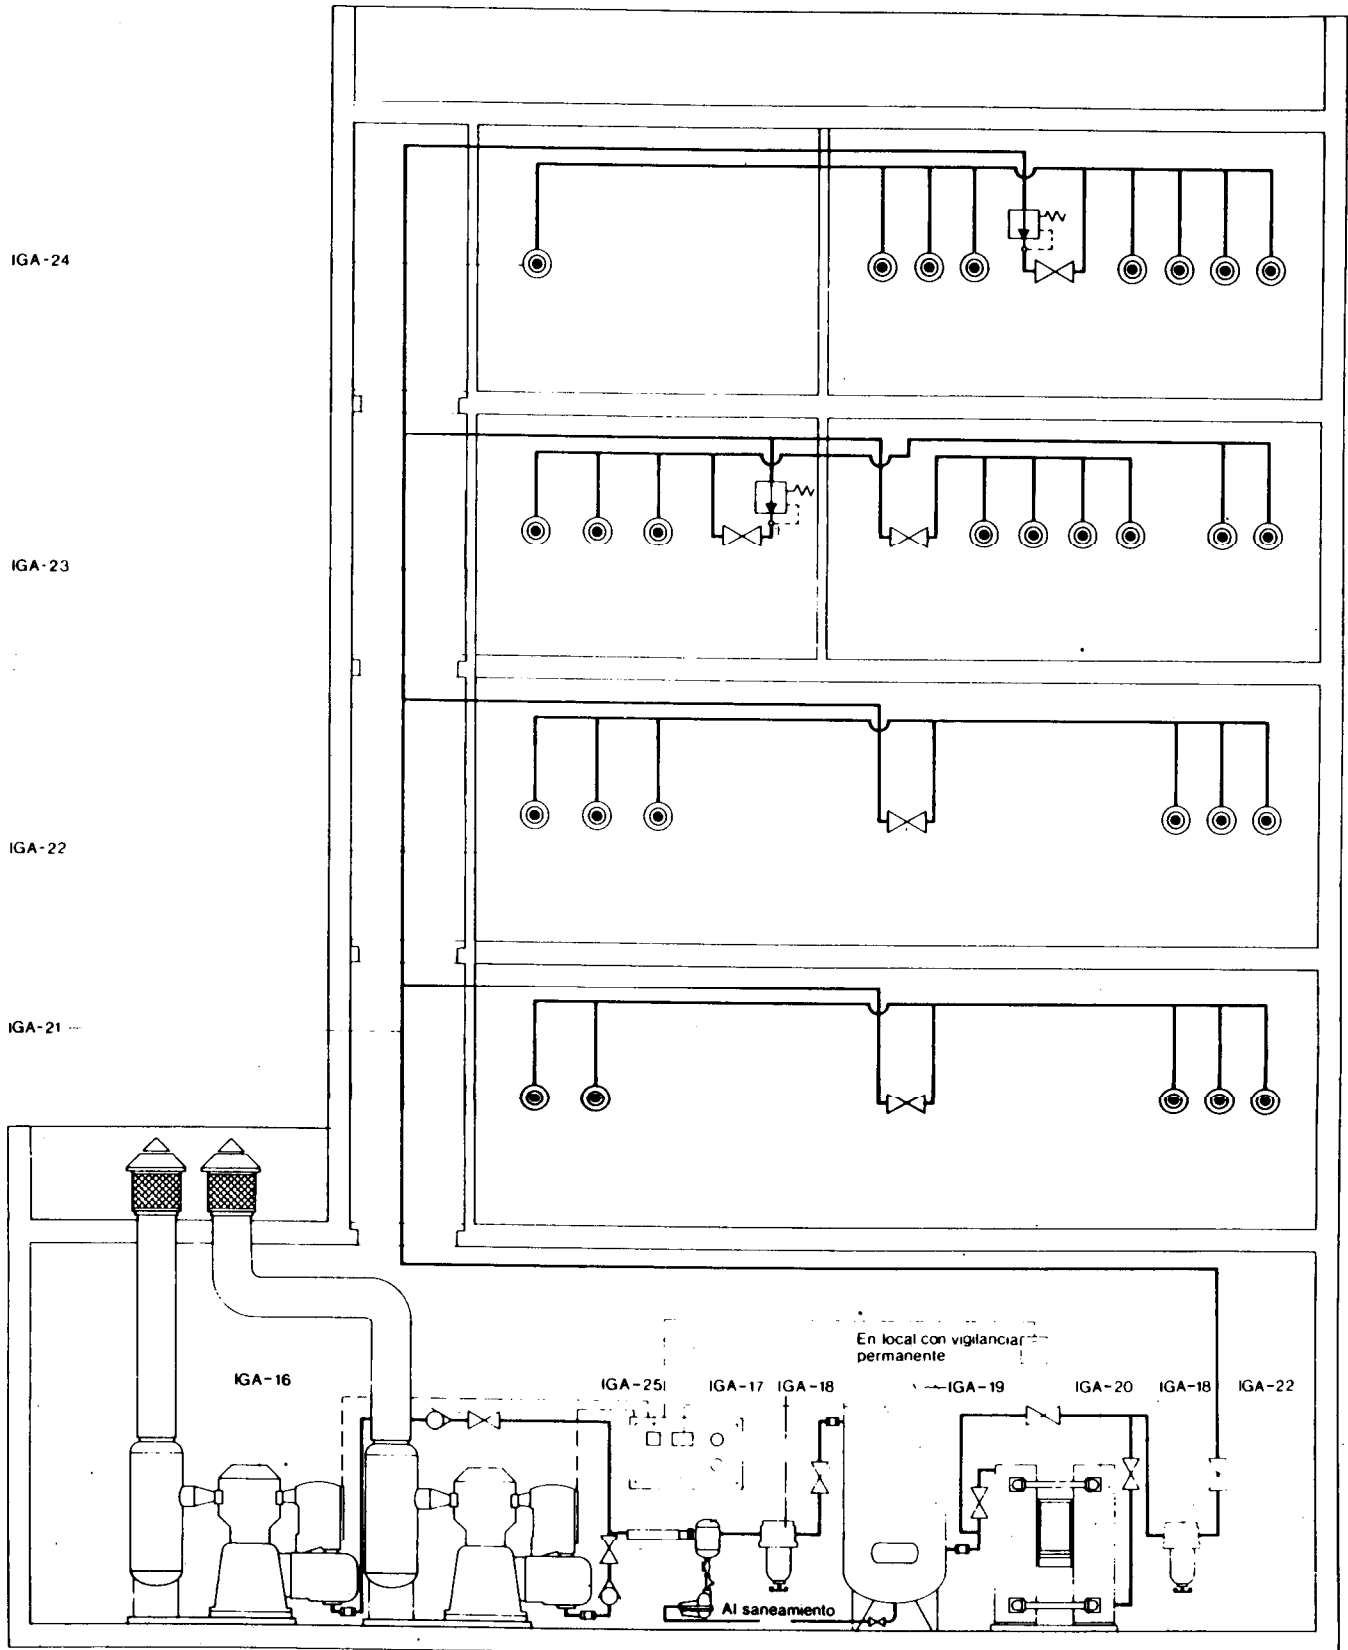 IGA-24
IGA-23
IGA-22
IGA-21
En local con vigilancia
permanente
IGA-16
IGA-25
IGA-17
IGA-18
IGA-19
IGA-20
IGA-18
IGA-22
Al saneamiento